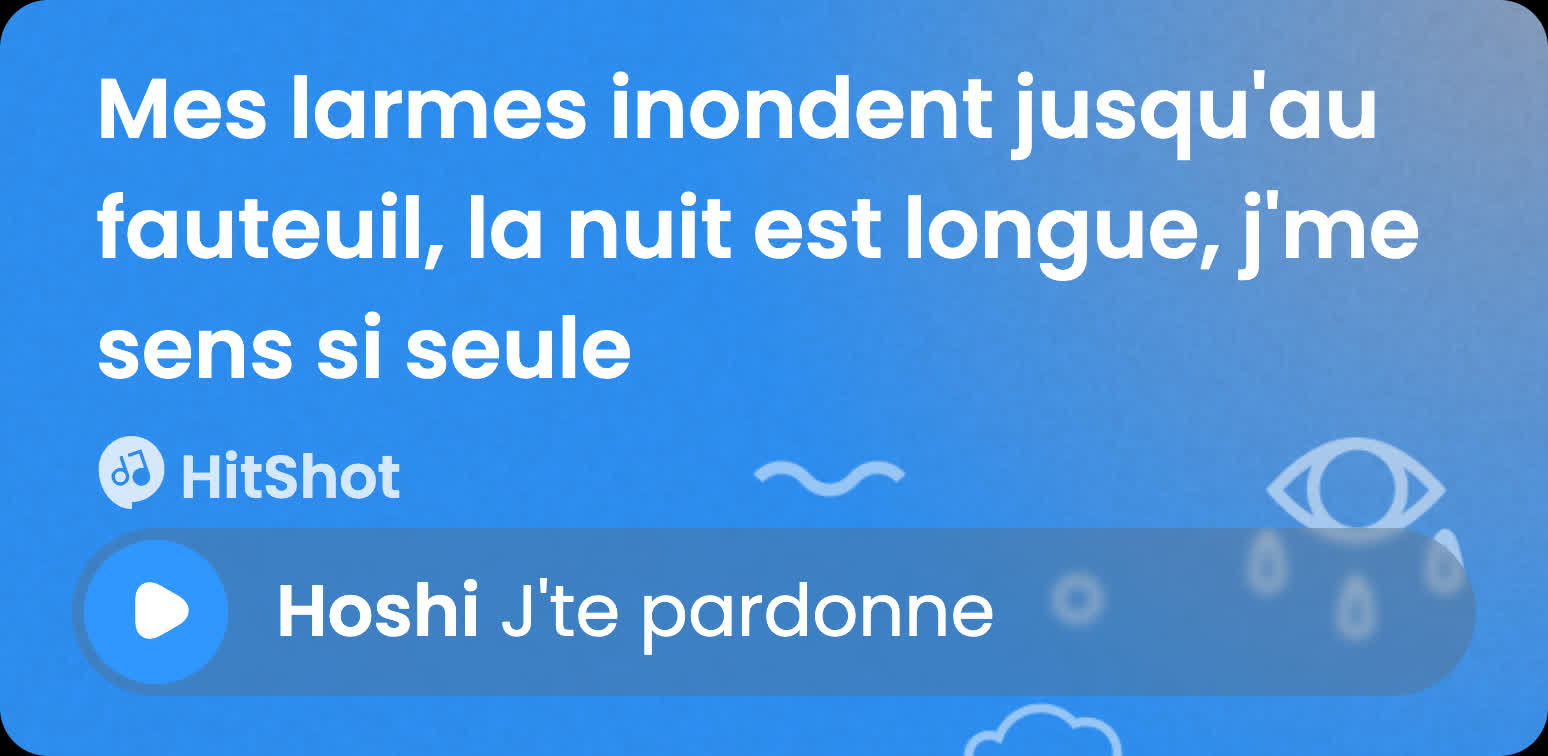 Mes larmes inondent jusqu'au
fauteuil, la nuit est longue, j'me
sens si seule
HitShot
Hoshi J'te pardonne